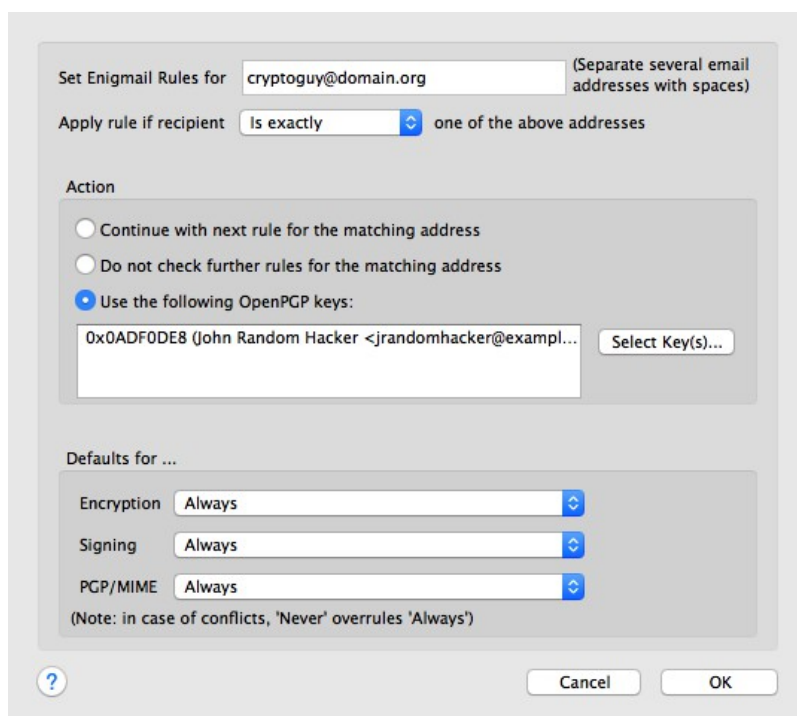 Set Enigmail Rules for cryptoguy@domain.org (Separate several email
addresses with spaces)
Apply rule if recipient Is exactly one of the above addresses
Action
Continue with next rule for the matching address
Do not check further rules for the matching address
Use the following OpenPGP keys:
0x0ADF0DE8 (John Random Hacker <jrandomhacker@exampl... Select Key(s)...
Defaults for ...
Encryption Always
Signing Always
PGP/MIME Always
(Note: in case of conflicts, 'Never' overrules 'Always')
? Cancel OK